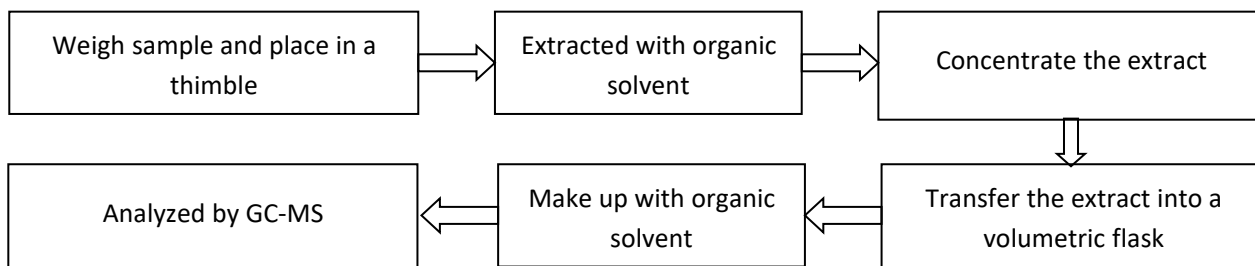 Weigh sample and place in a
thimble
Extracted with organic
solvent
Concentrate the extract
Transfer the extract into a
volumetric flask
Make up with organic
solvent
Analyzed by GC-MS